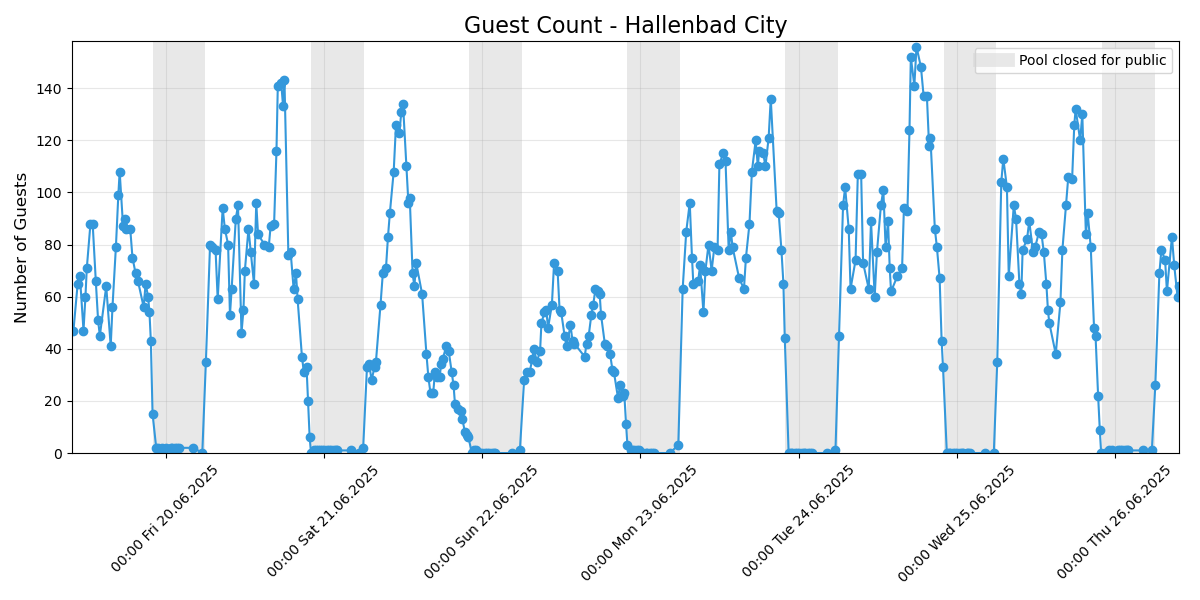 Guest Count - Hallenbad City
Pool closed for public
Number of Guests
140
120
100
80
60
40
20
0
00:00 Fri 20.06.2025
00:00 Sat 21.06.2025
00:00 Sun 22.06.2025
00:00 Mon 23.06.2025
00:00 Tue 24.06.2025
00:00 Wed 25.06.2025
00:00 Thu 26.06.2025